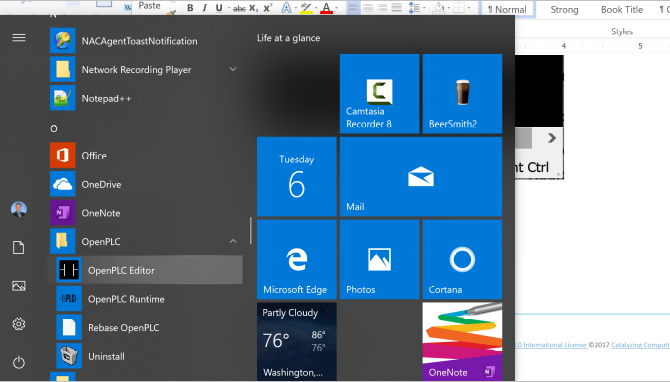 Paste
B I U abc X₂ X² A A
¶ Normal
Strong
Book Title
Styles
4
5
NACAgentToastNotification
Network Recording Player
Notepad++
O
Office
OneDrive
OneNote
OpenPLC
OpenPLC Editor
OpenPLC Runtime
Rebase OpenPLC
Uninstall
Life at a glance
Camtasia
Recorder 8
BeerSmith2
Tuesday
6
Mail
Microsoft Edge
Photos
Cortana
Partly Cloudy
76° 86°
76°
Washington,...
OneNote
nt Ctrl
.0 International License ©2017 Catalyzing Computi